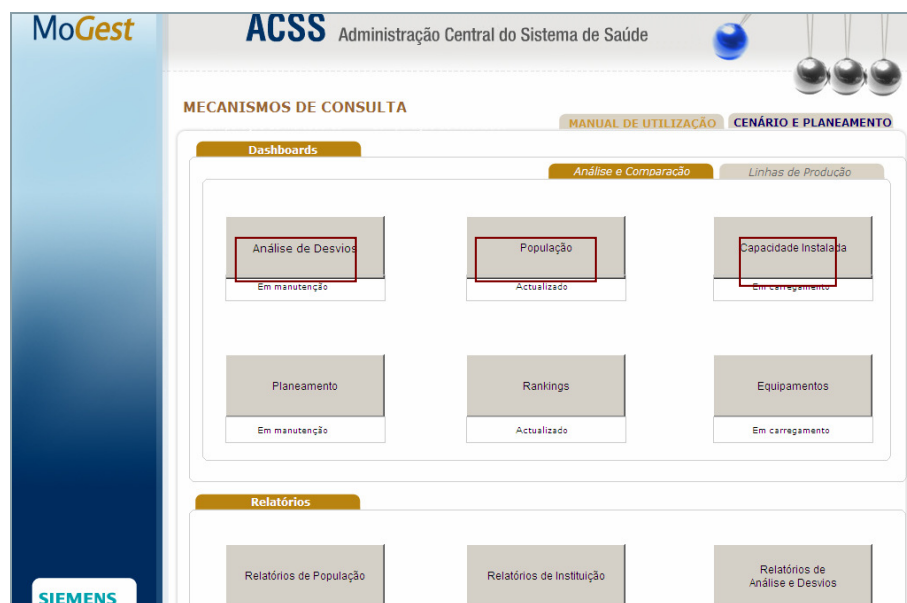 MoGest
ACSS Administração Central do Sistema de Saúde
MECANISMOS DE CONSULTA
MANUAL DE UTILIZAÇÃO CENÁRIO E PLANEAMENTO
Dashboards
Análise e Comparação Linhas de Produção
Análise de Desvios População Capacidade Instalada
Em manutenção Actualizado Em carregamento
Planeamento Rankings Equipamentos
Em manutenção Actualizado Em carregamento
Relatórios
Relatórios de População Relatórios de Instituição Relatórios de
Análise e Desvios
SIEMENS